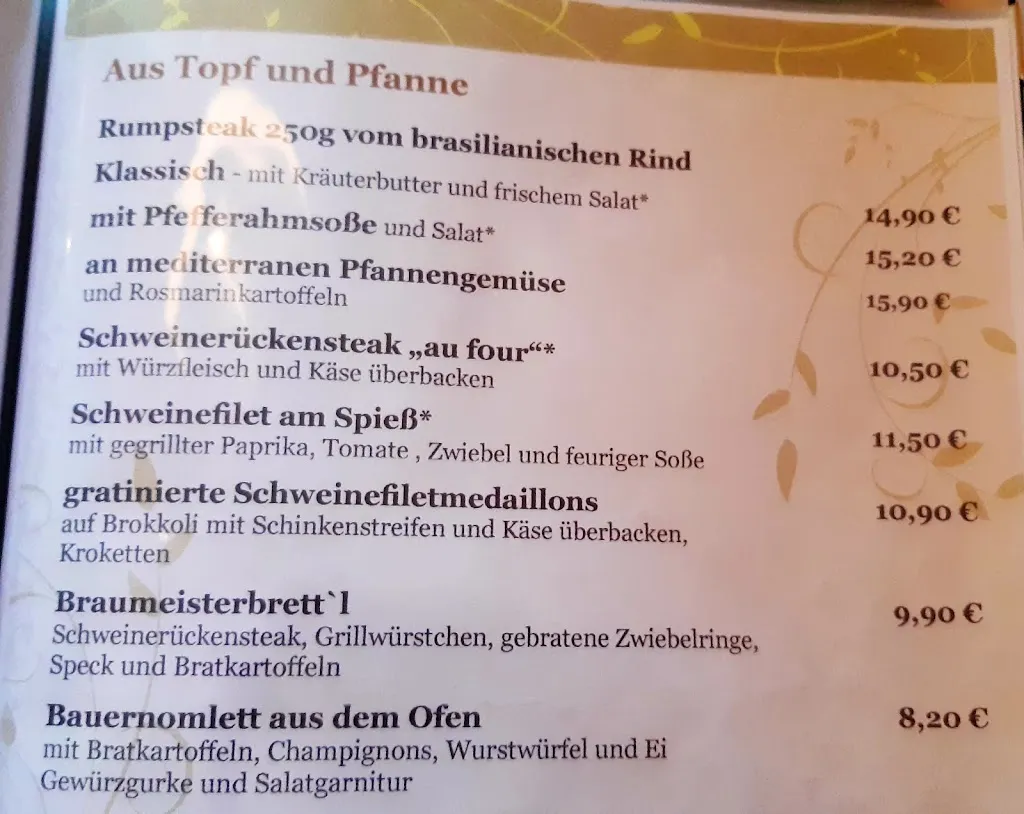 Aus Topf und Pfanne
Rumpsteak 250g vom brasilianischen Rind
Klassisch - mit Kräuterbutter und frischem Salat* 14,90 €
mit Pfefferahmsoße und Salat* 15,20 €
an mediterranen Pfannengemüse 15,90 €
und Rosmarinkartoffeln
Schweinerückensteak „au four“* 10,50 €
mit Würzfleisch und Käse überbacken
Schweinefilet am Spieß* 11,50 €
mit gegrillter Paprika, Tomate , Zwiebel und feuriger Soße
gratinierte Schweinefiletmedaillons 10,90 €
auf Brokkoli mit Schinkenstreifen und Käse überbacken,
Kroketten
Braumeisterbrett`l 9,90 €
Schweinerückensteak, Grillwürstchen, gebratene Zwiebelringe,
Speck und Bratkartoffeln
Bauernomlett aus dem Ofen 8,20 €
mit Bratkartoffeln, Champignons, Wurstwürfel und Ei
Gewürzgurke und Salatgarnitur